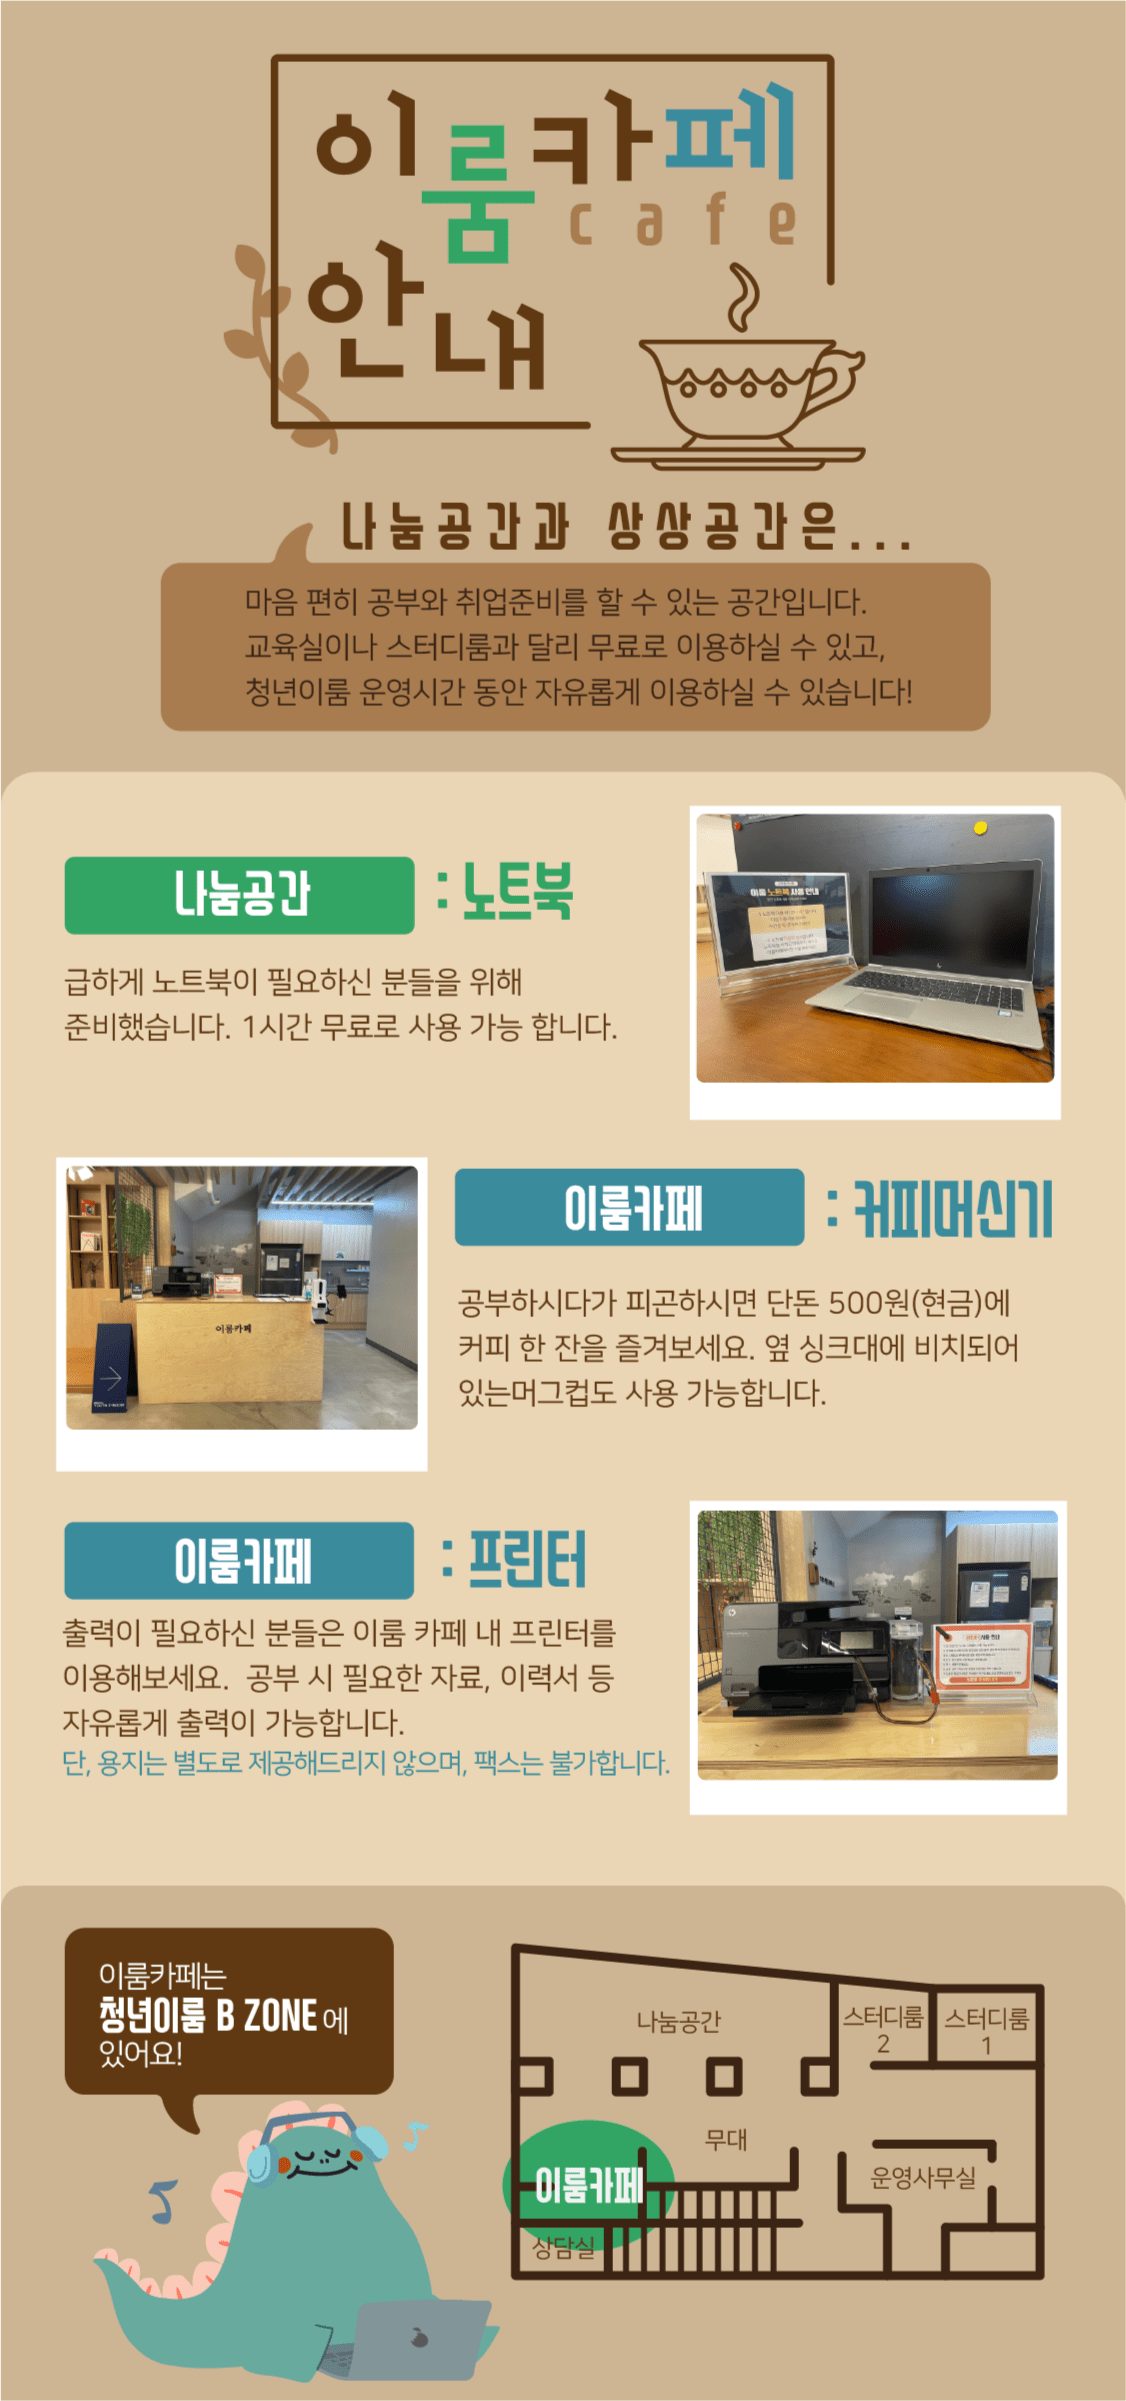 이룸카페
cafe
안내
나눔공간과 상상공간은...
마음 편히 공부와 취업준비를 할 수 있는 공간입니다.
교육실이나 스터디룸과 달리 무료로 이용하실 수 있고,
청년이룸 운영시간 동안 자유롭게 이용하실 수 있습니다!
나눔공간 : 노트북
급하게 노트북이 필요하신 분들을 위해
준비했습니다. 1시간 무료로 사용 가능 합니다.
이룸 노트북 사용 안내
이룸카페 : 커피머신기
공부하시다가 피곤하시면 단돈 500원(현금)에
커피 한 잔을 즐겨보세요. 옆 싱크대에 비치되어
있는머그컵도 사용 가능합니다.
이룸카페
이룸카페 : 프린터
출력이 필요하신 분들은 이룸 카페 내 프린터를
이용해보세요. 공부 시 필요한 자료, 이력서 등
자유롭게 출력이 가능합니다.
단, 용지는 별도로 제공해드리지 않으며, 팩스는 불가합니다.
이룸카페는
청년이룸 B ZONE에
있어요!
나눔공간
스터디룸
2
스터디룸
1
무대
이룸카페
운영사무실
상담실